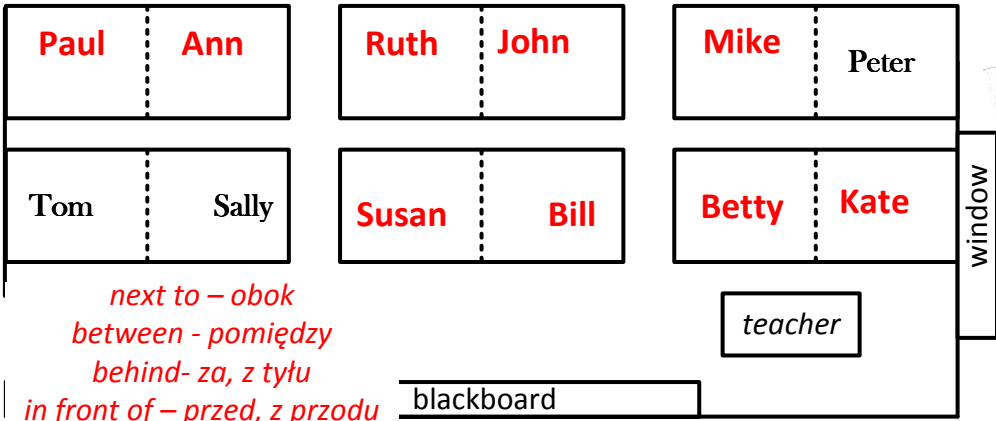 Paul Ann Ruth John Mike Peter
Tom Sally Susan Bill Betty Kate
window
next to – obok
between - pomiędzy
behind- za, z tyłu
in front of – przed, z przodu
teacher
blackboard